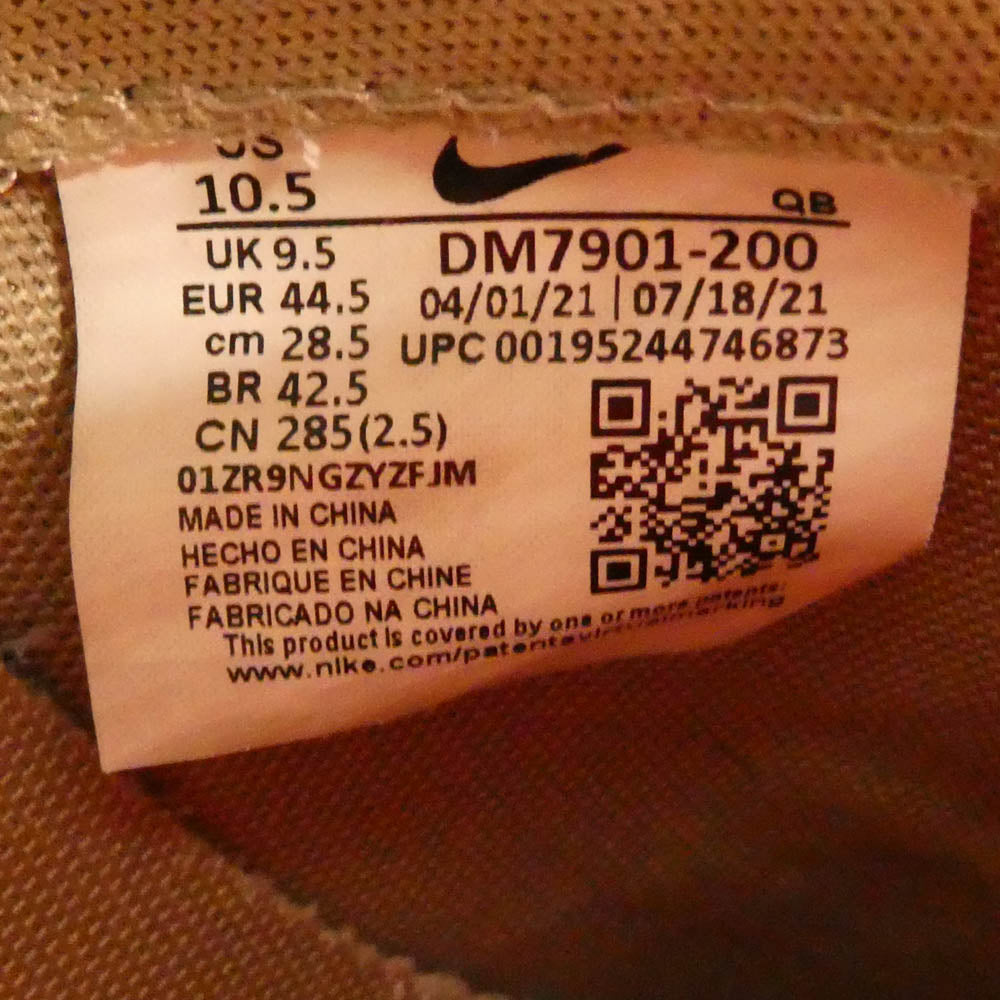 US
10.5
QB
UK 9.5
DM7901-200
EUR 44.5
04/01/21 | 07/18/21
cm 28.5
UPC 00195244746873
BR 42.5
CN 285(2.5)
01ZR9NGZYZFJM
MADE IN CHINA
HECHO EN CHINA
FABRIQUE EN CHINE
FABRICADO NA CHINA
This product is covered by one or more patents.
www.nike.com/patentsvirtualmarking